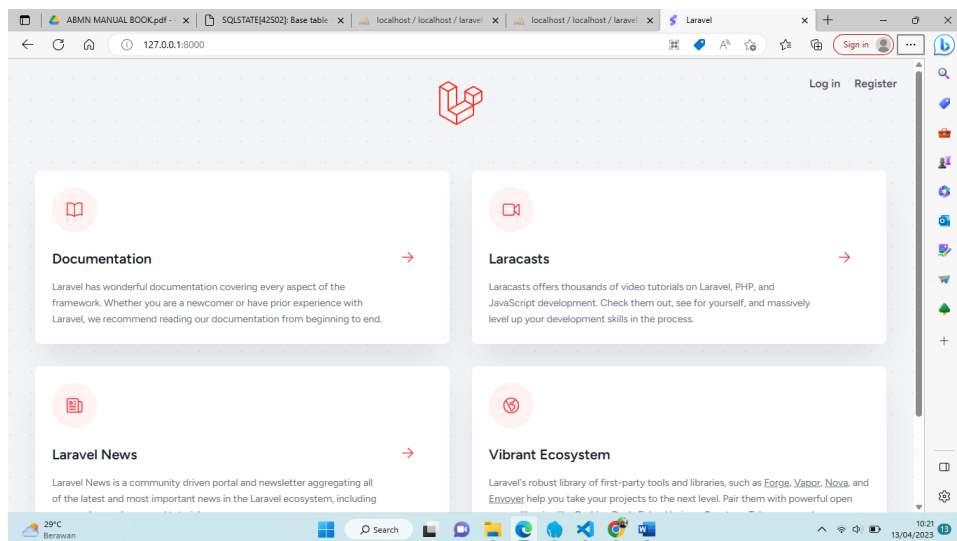 ABMN MANUAL BOOK.pdf -
SQLSTATE[42S02]: Base table
localhost / localhost / laravel
localhost / localhost / laravel
Laravel
127.0.0.1:8000
Sign in
Log in Register
Documentation
Laravel has wonderful documentation covering every aspect of the
framework. Whether you are a newcomer or have prior experience with
Laravel, we recommend reading our documentation from beginning to end.
Laracasts
Laracasts offers thousands of video tutorials on Laravel, PHP, and
JavaScript development. Check them out, see for yourself, and massively
level up your development skills in the process.
Laravel News
Laravel News is a community driven portal and newsletter aggregating all
of the latest and most important news in the Laravel ecosystem, including
Vibrant Ecosystem
Laravel's robust library of first-party tools and libraries, such as Forge, Vapor, Nova, and
Envoyer help you take your projects to the next level. Pair them with powerful open
29°C
Berawan
Search
10:21
13/04/2023
13